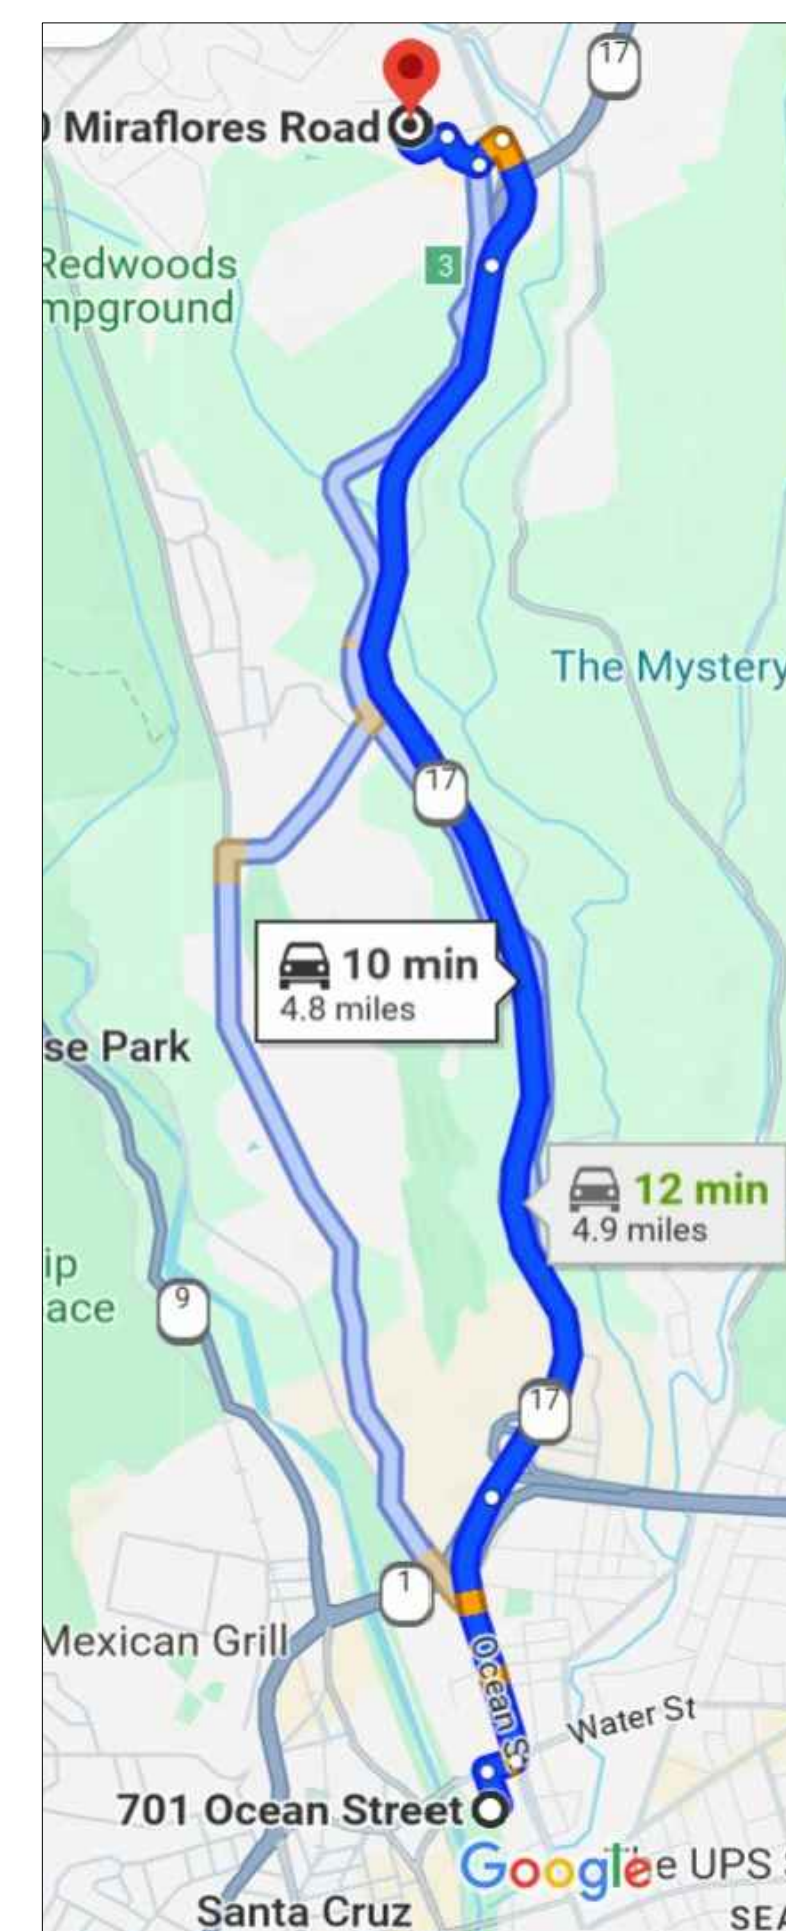 17
0 Miraflores Road
Redwoods
mpground
3
The Mystery
17
10 min
4.8 miles
se Park
12 min
4.9 miles
ip
ace
9
17
1
Mexican Grill
Ocean St
Water St
701 Ocean Street
Google
e UPS
Santa Cruz
SEA